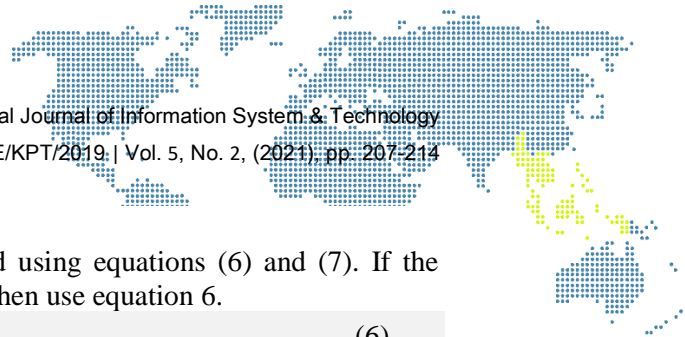 al Journal of Information System & Technology
E/KPT/2019 | Vol. 5, No. 2, (2021), pp. 207-214
d using equations (6) and (7). If the
hen use equation 6.
(6)